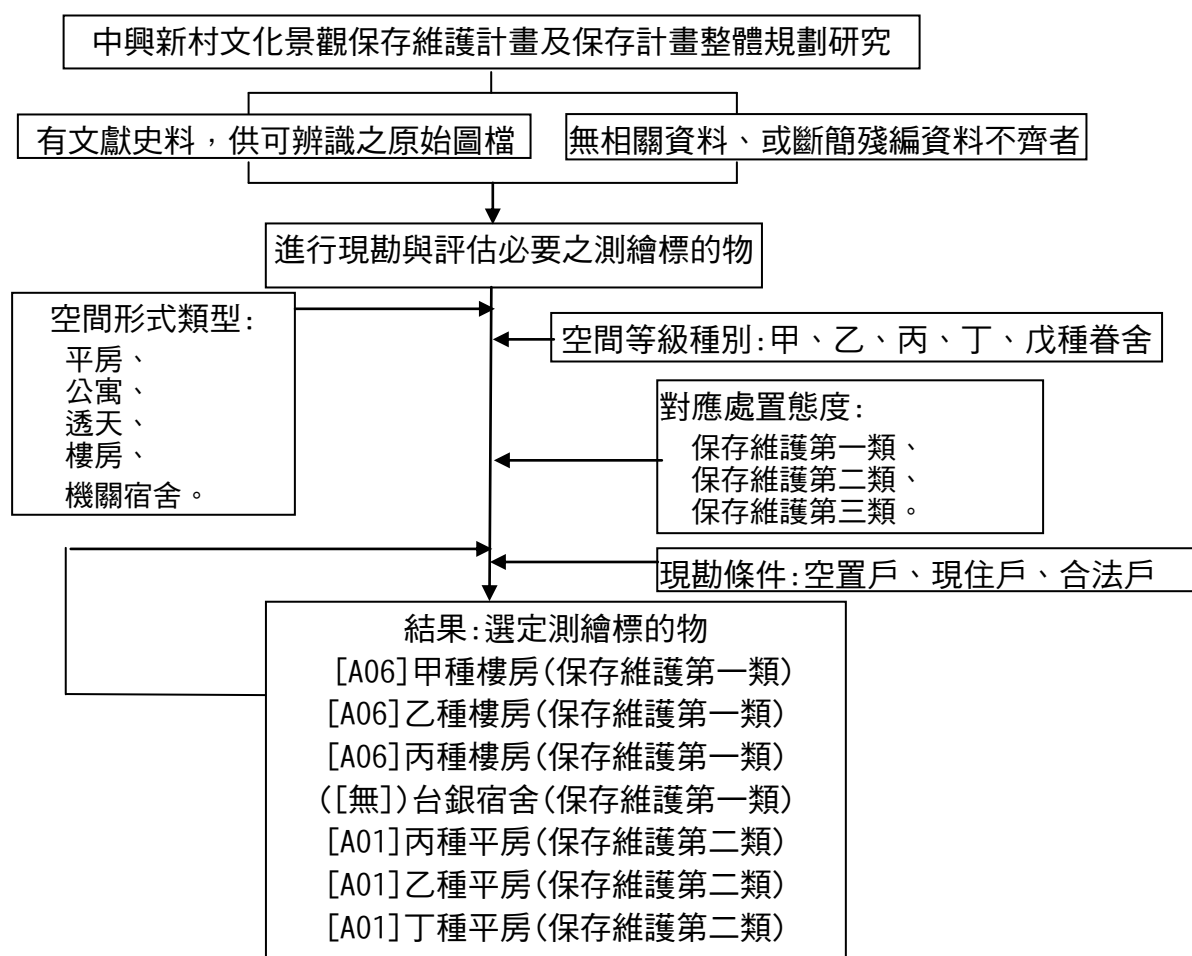 中興新村文化景觀保存維護計畫及保存計畫整體規劃研究
有文獻史料，供可辨識之原始圖檔
無相關資料、或斷簡殘編資料不齊者
進行現勘與評估必要之測繪標的物
空間形式類型:
平房、
公寓、
透天、
樓房、
機關宿舍。
空間等級種別:甲、乙、丙、丁、戊種眷舍
對應處置態度:
保存維護第一類、
保存維護第二類、
保存維護第三類。
現勘條件:空置戶、現住戶、合法戶
結果:選定測繪標的物
[A06]甲種樓房(保存維護第一類)
[A06]乙種樓房(保存維護第一類)
[A06]丙種樓房(保存維護第一類)
([無])台銀宿舍(保存維護第一類)
[A01]丙種平房(保存維護第二類)
[A01]乙種平房(保存維護第二類)
[A01]丁種平房(保存維護第二類)